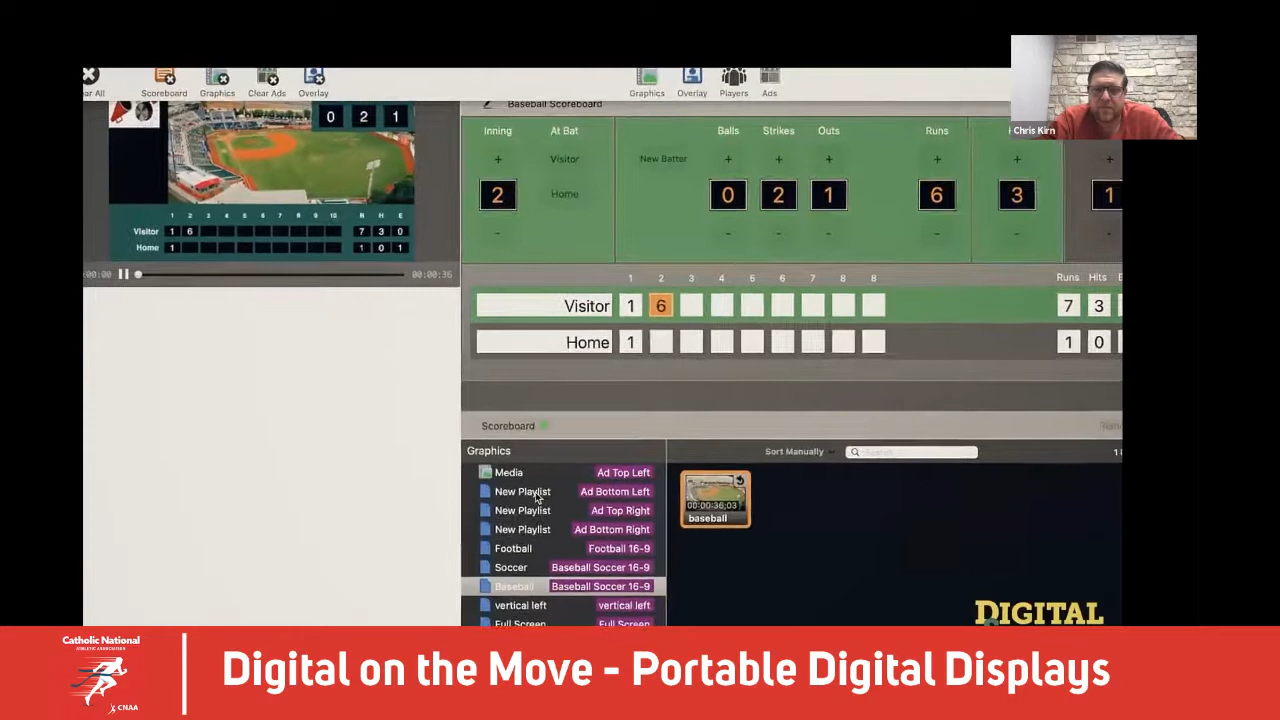 ar All Scoreboard Graphics Clear Ads Overlay Graphics Overlay Players Ads
Chris Kirn
Baseball Scoreboard
0 2 1
Inning At Bat Balls Strikes Outs Runs
+ Visitor New Batter + + + + + +
2 Home 0 2 1 6 3 1
- - - - - - -
1 2 3 4 5 6 7 8 9 10 R H E
Visitor 1 6 7 3 0
Home 1 1 0 1
:00:00 00:00:36
1 2 3 4 5 6 7 8 8 Runs Hits E
Visitor 1 6 7 3
Home 1 1 0
Scoreboard
Graphics Sort Manually Search 1
Media Ad Top Left
New Playlist Ad Bottom Left
New Playlist Ad Top Right
New Playlist Ad Bottom Right
Football Football 16-9
Soccer Baseball Soccer 16-9
Baseball Baseball Soccer 16-9
vertical left vertical left
Full Screen Full Screen
00:00:36;03
baseball
DIGITAL
Catholic National
ATHLETIC ASSOCIATION
CNAA
Digital on the Move - Portable Digital Displays